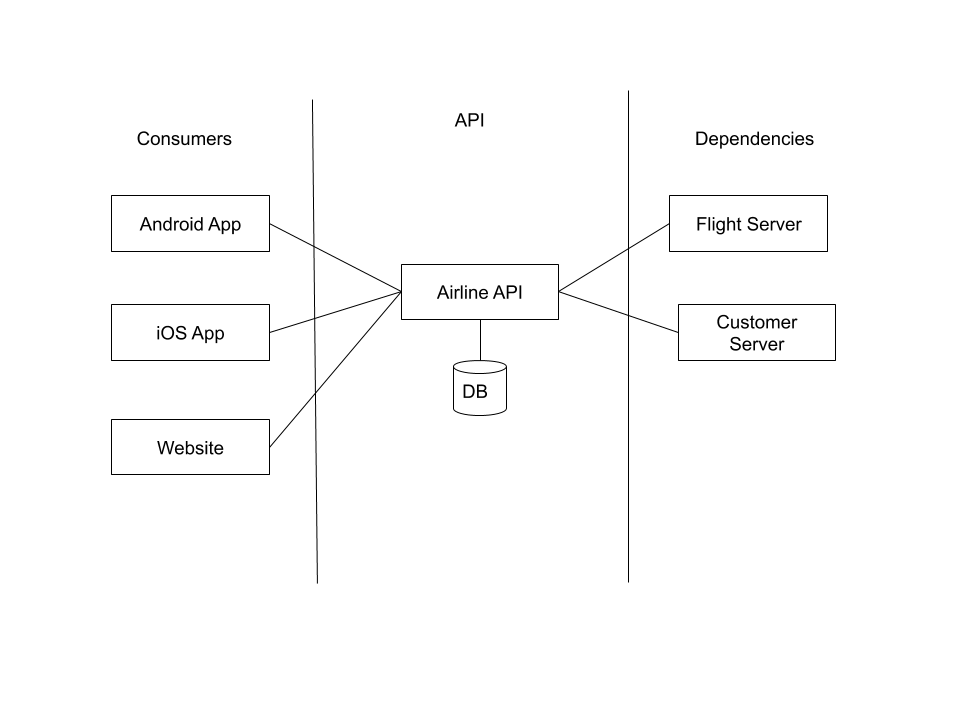 API
Consumers
Dependencies
Android App
Flight Server
Airline API
iOS App
Customer
Server
DB
Website